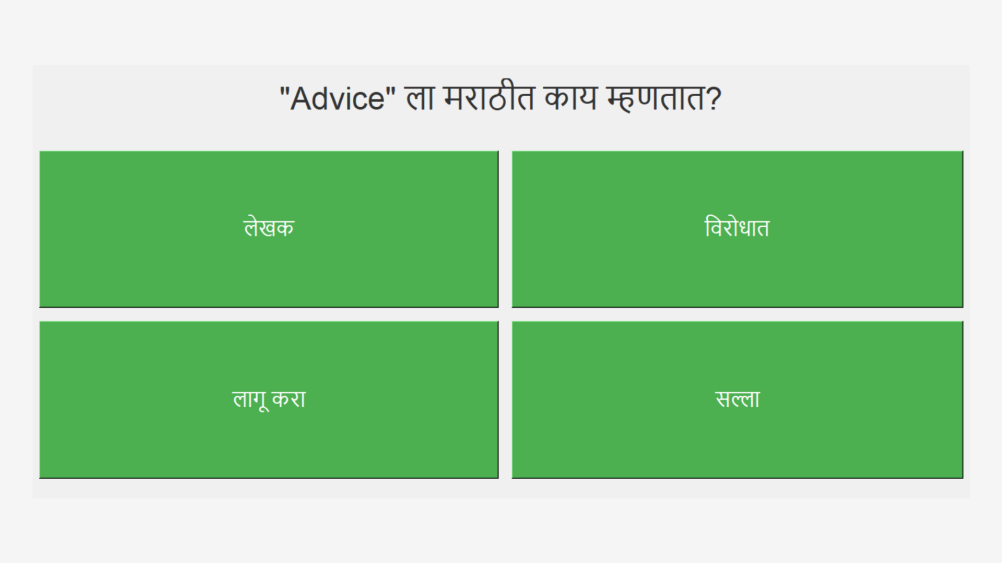 "Advice" ला मराठीत काय म्हणतात?
लेखक
विरोधात
लागू करा
सल्ला